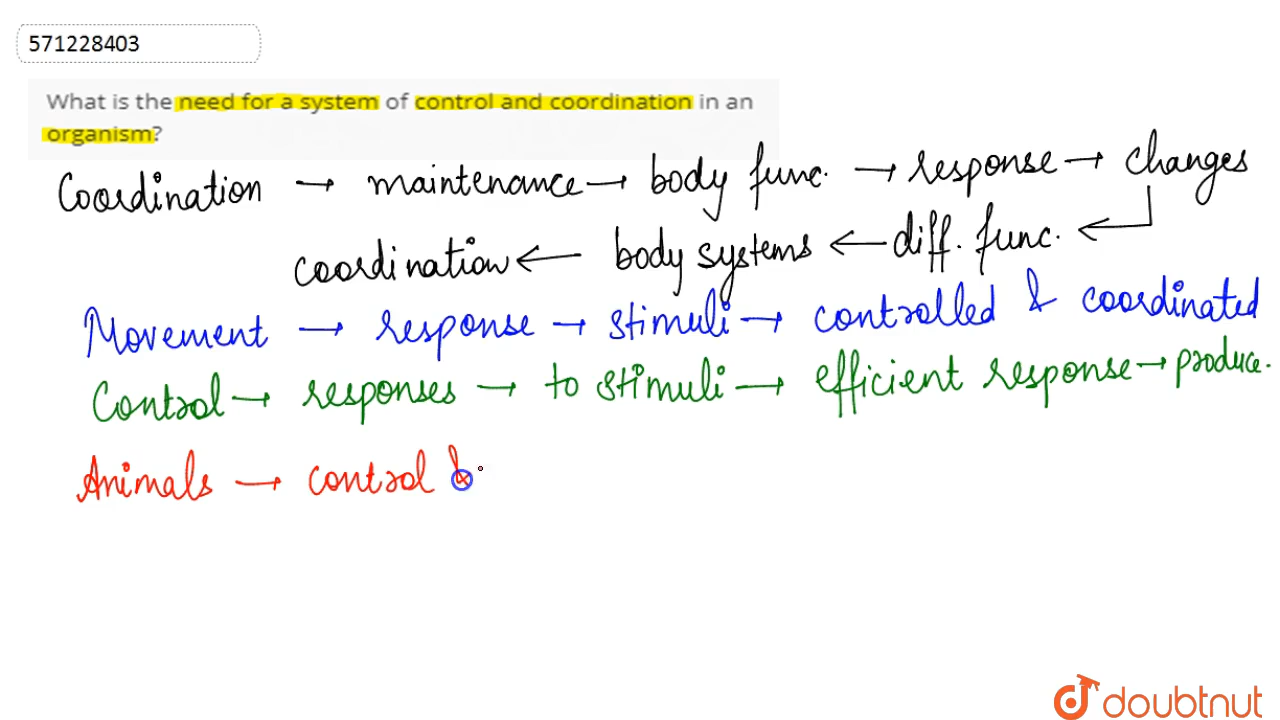 571228403
What is the need for a system of control and coordination in an
organism?
Coordination → maintenance → body func. → response → changes
coordination ← body systems ← diff. func. ←
Movement → response → stimuli → controlled & coordinated
Control → responses → to stimuli → efficient response → produce.
Animals → control &
doubtnut